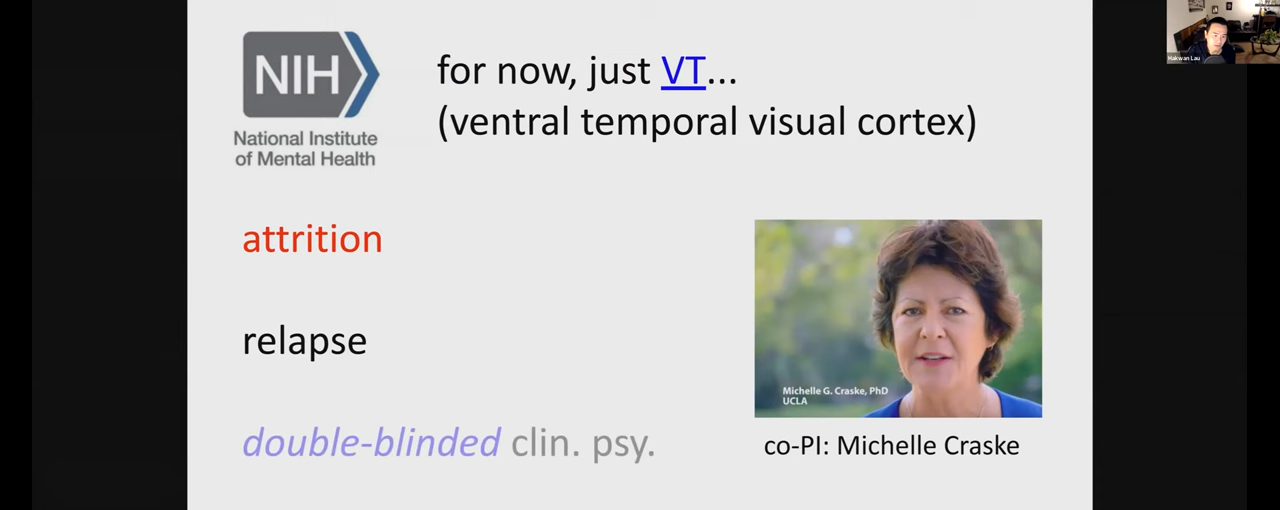 NIH
National Institute
of Mental Health
for now, just VT...
(ventral temporal visual cortex)
attrition
relapse
double-blinded clin. psy.
Michelle G. Craske, PhD
UCLA
co-PI: Michelle Craske
Hakwan Lau